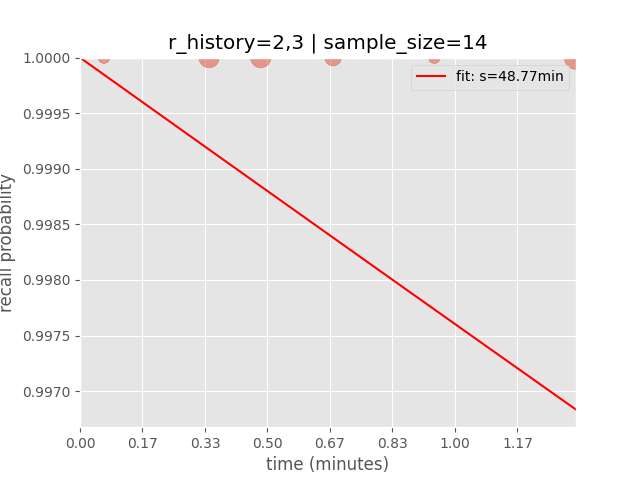 r_history=2,3 | sample_size=14
1.0000
0.9995
0.9990
0.9985
0.9980
0.9975
0.9970
recall probability
fit: s=48.77min
0.00 0.17 0.33 0.50 0.67 0.83 1.00 1.17
time (minutes)